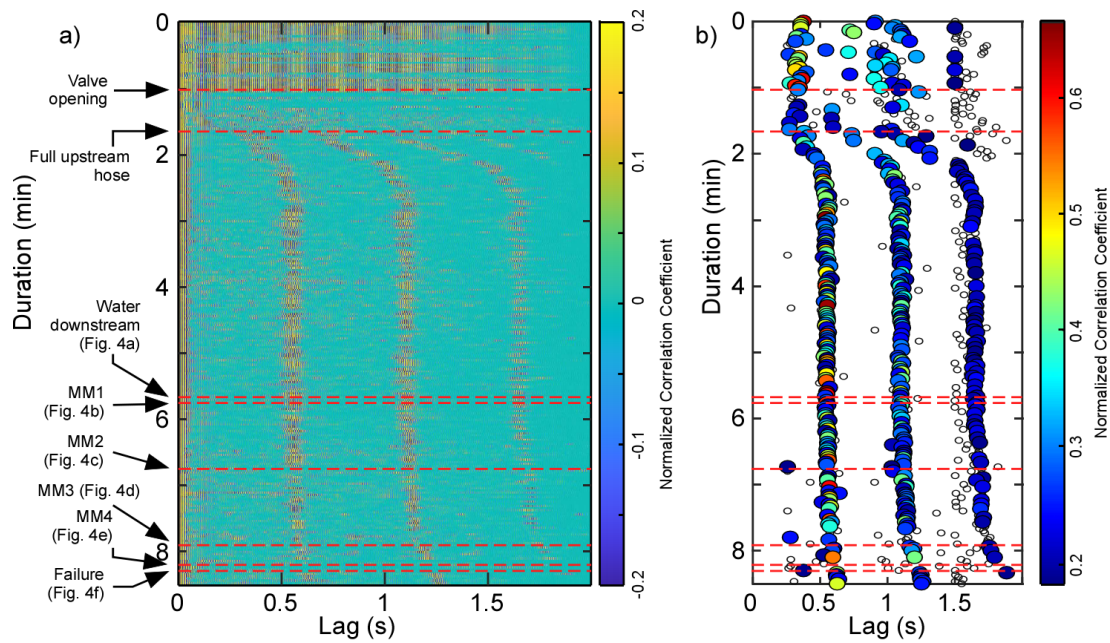 a)
0
2
4
6
8
Duration (min)
Valve
opening
Full upstream
hose
Water
downstream
(Fig. 4a)
MM1
(Fig. 4b)
MM2
(Fig. 4c)
MM3 (Fig. 4d)
MM4
(Fig. 4e)
Failure
(Fig. 4f)
0
0.5
1
1.5
Lag (s)
0.2
0.1
0
-0.1
-0.2
Normalized Correlation Coefficient
b)
0
2
4
6
8
Duration (min)
0
0.5
1
1.5
2
Lag (s)
0.6
0.5
0.4
0.3
0.2
Normalized Correlation Coefficient